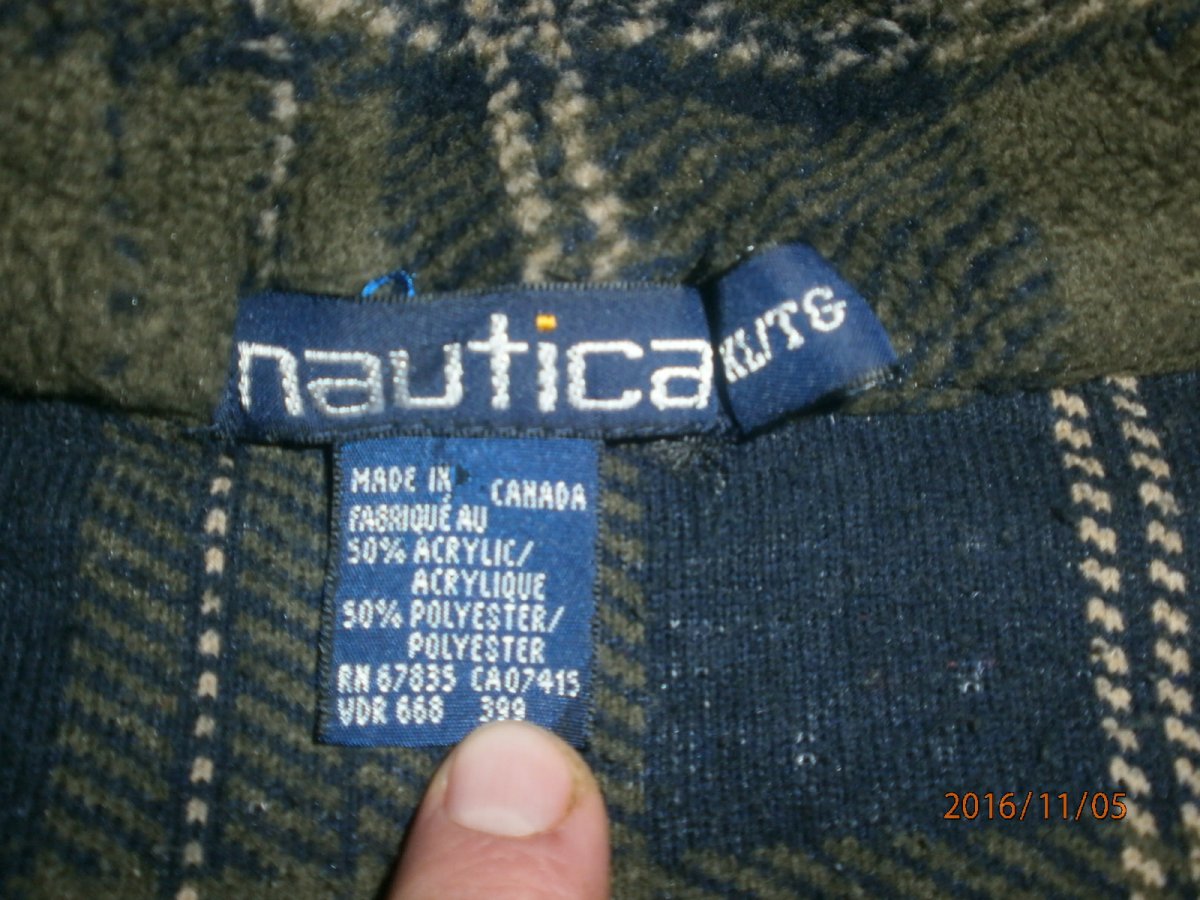 nautica
XL/TG
MADE IN CANADA
FABRIQUÉ AU
50% ACRYLIC/
ACRYLIQUE
50% POLYESTER/
POLYESTER
RN 67835 CA07415
VDR 668 399
2016/11/05